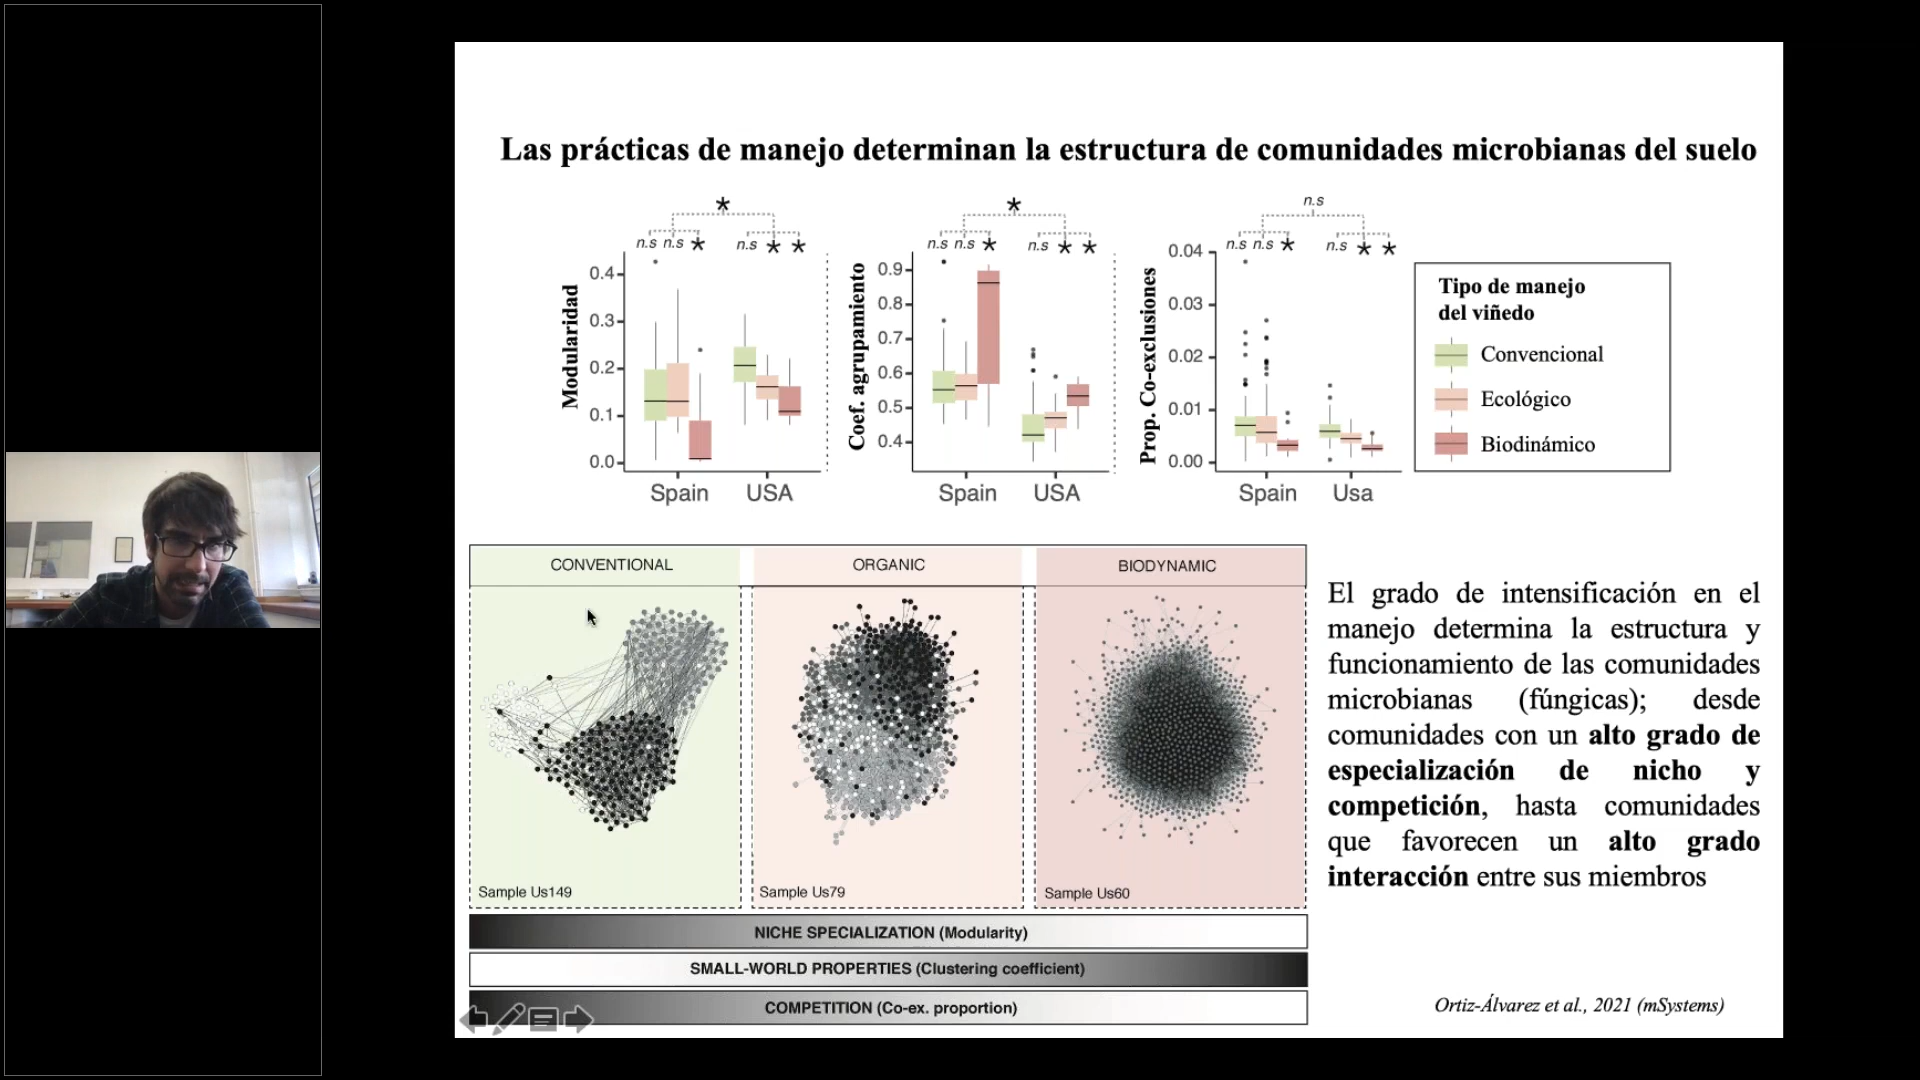 Las prácticas de manejo determinan la estructura de comunidades microbianas del suelo
*
n.s n.s *
n.s * *
Modularidad
0.4
0.3
0.2
0.1
0.0
Spain
USA
*
n.s n.s *
n.s * *
Coef. agrupamiento
0.9
0.8
0.7
0.6
0.5
0.4
Spain
USA
n.s
n.s n.s *
n.s * *
Prop. Co-exclusiones
0.04
0.03
0.02
0.01
0.00
Spain
Usa
Tipo de manejo
del viñedo
Convencional
Ecológico
Biodinámico
CONVENTIONAL
ORGANIC
BIODYNAMIC
Sample Us149
Sample Us79
Sample Us60
NICHE SPECIALIZATION (Modularity)
SMALL-WORLD PROPERTIES (Clustering coefficient)
COMPETITION (Co-ex. proportion)
El grado de intensificación en el
manejo determina la estructura y
funcionamiento de las comunidades
microbianas (fúngicas); desde
comunidades con un alto grado de
especialización de nicho y
competición, hasta comunidades
que favorecen un alto grado
interacción entre sus miembros
Ortiz-Álvarez et al., 2021 (mSystems)